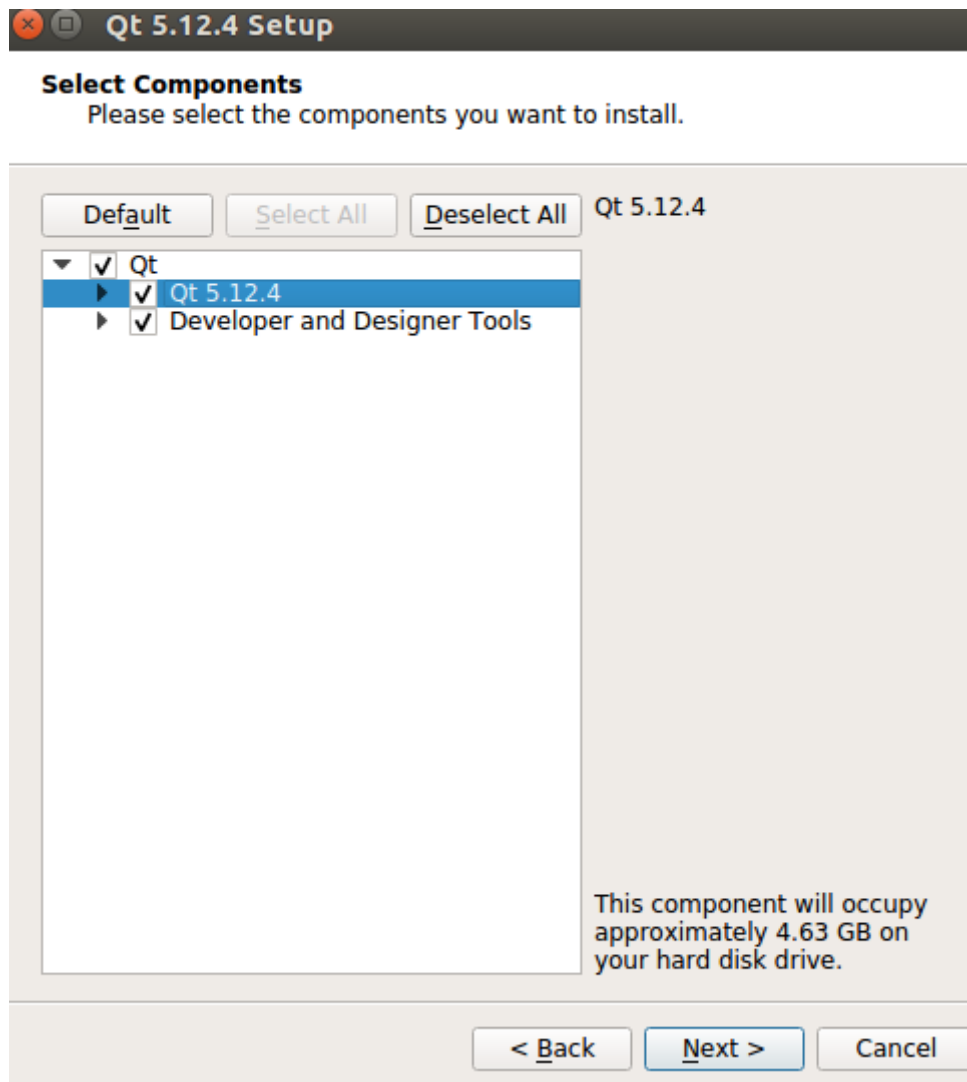 Qt 5.12.4 Setup
Select Components
Please select the components you want to install.
Default Select All Deselect All Qt 5.12.4
Qt
Qt 5.12.4
Developer and Designer Tools
This component will occupy
approximately 4.63 GB on
your hard disk drive.
< Back Next > Cancel